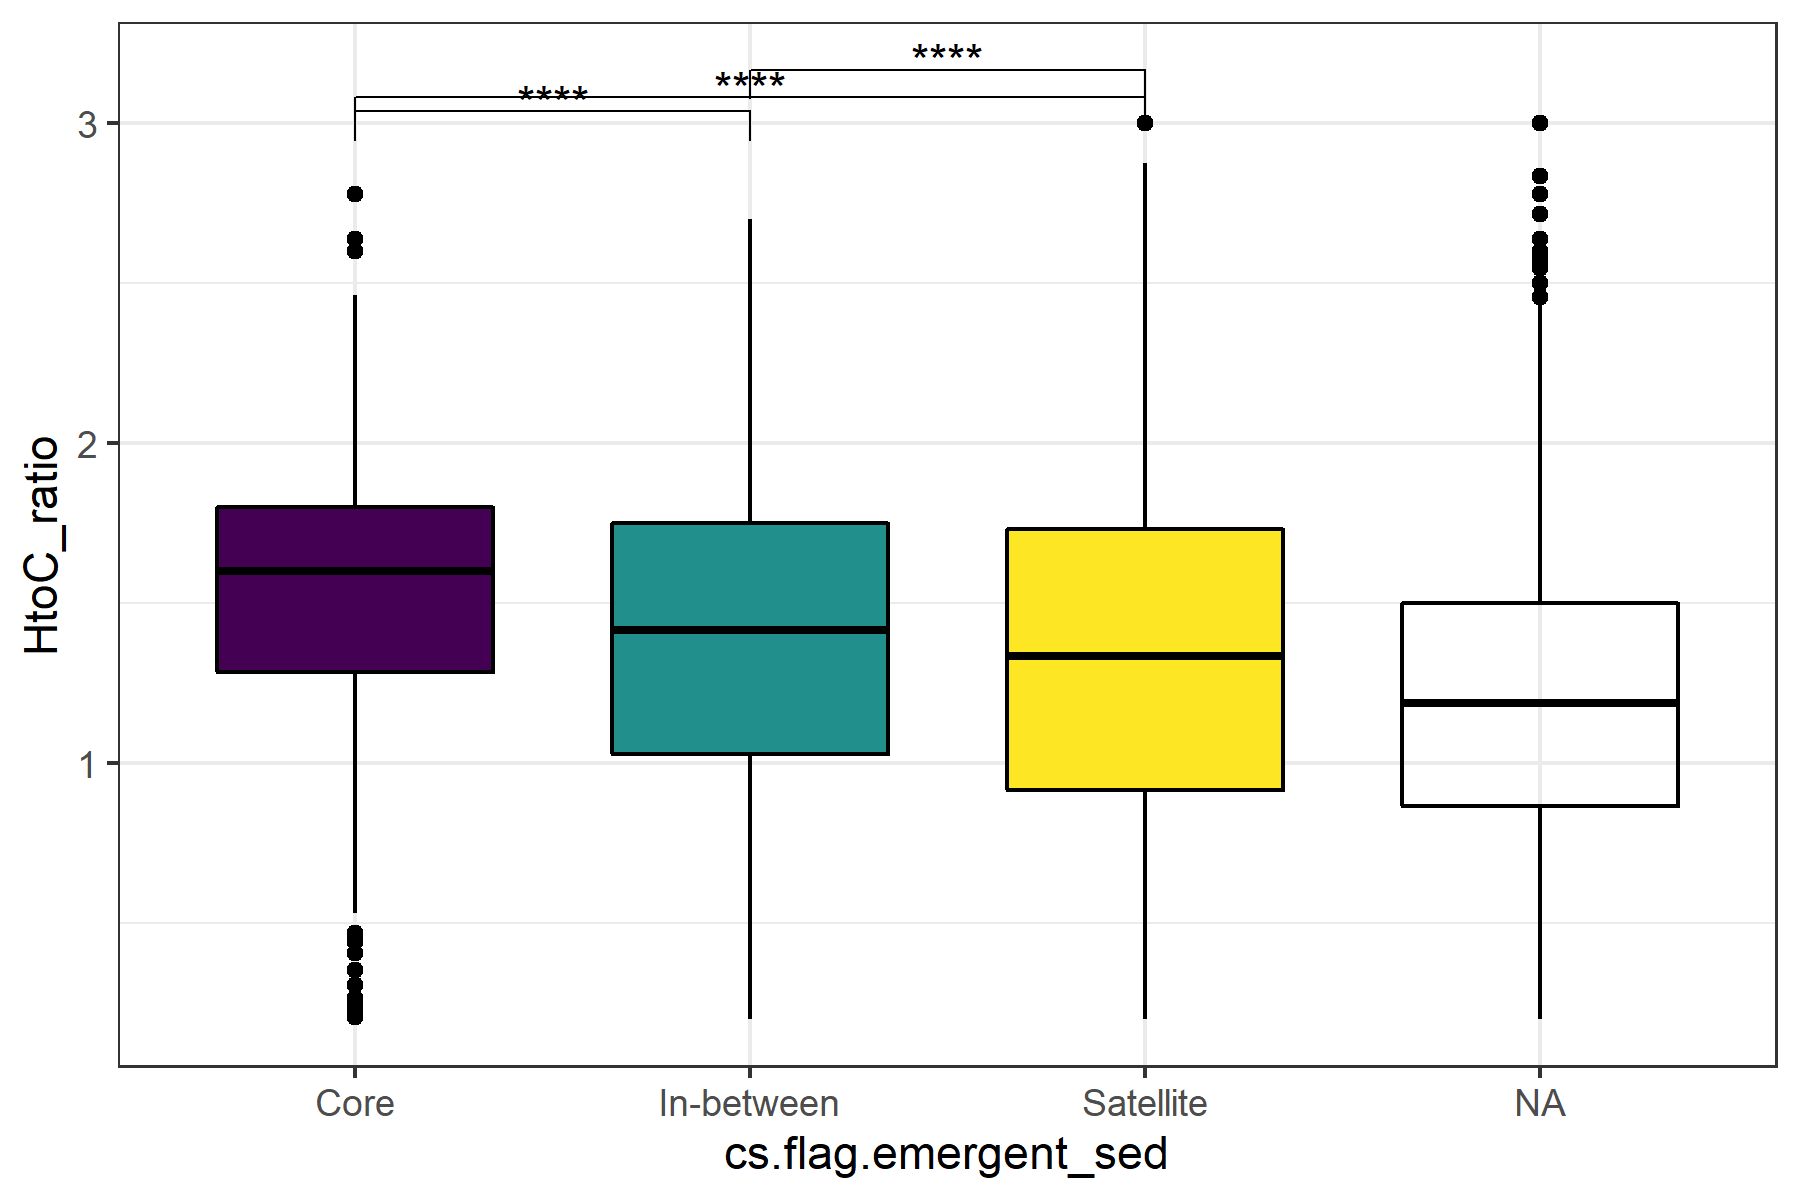 ****
****
****
3
2
1
HtoC_ratio
Core
In-between
Satellite
NA
cs.flag.emergent_sed